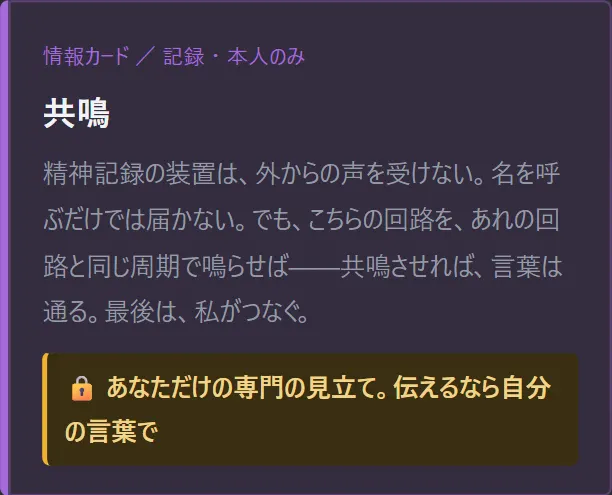 情報カード ／ 記録・本人のみ
共鳴
精神記録の装置は、外からの声を受けない。名を呼
ぶだけでは届かない。でも、こちらの回路を、あれの回
路と同じ周期で鳴らせば――共鳴させれば、言葉は
通る。最後は、私がつなぐ。
🔒 あなただけの専門の見立て。伝えるなら自分
の言葉で